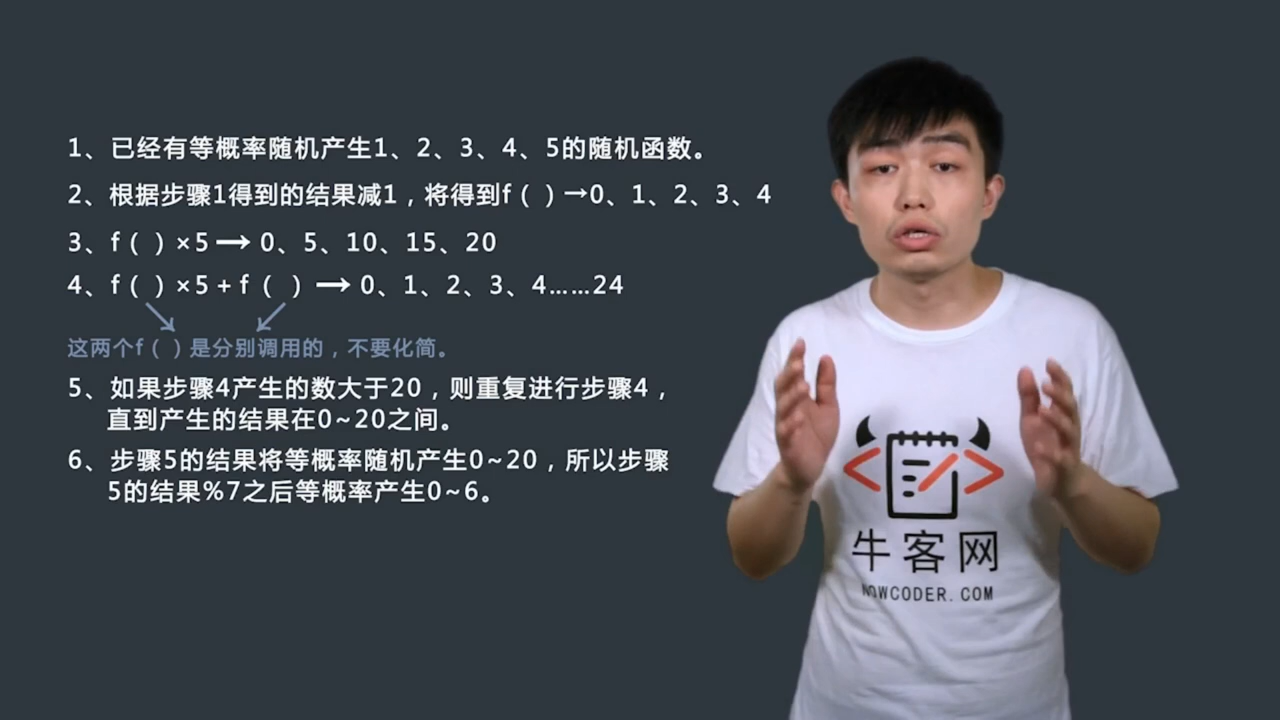 1、已经有等概率随机产生1、2、3、4、5的随机函数。
2、根据步骤1得到的结果减1，将得到f（ ）→0、1、2、3、4
3、f（ ）×5 → 0、5、10、15、20
4、f（ ）×5 + f （ ） → 0、1、2、3、4……24
这两个f（ ）是分别调用的，不要化简。
5、如果步骤4产生的数大于20，则重复进行步骤4，
直到产生的结果在0~20之间。
6、步骤5的结果将等概率随机产生0~20，所以步骤
5的结果%7之后等概率产生0~6。
牛客网
NOWCODER.COM